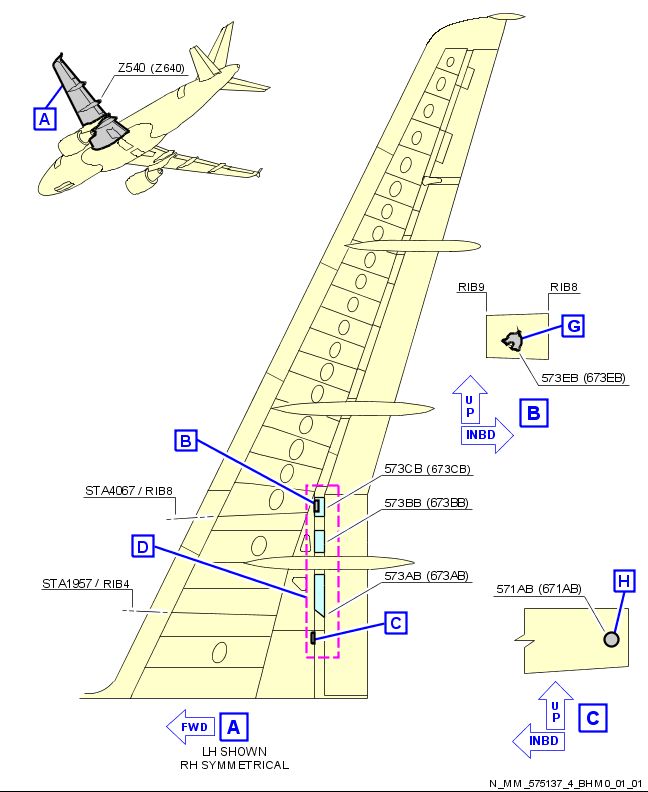 Z540 (Z640)
A
RIB9
RIB8
G
573EB (673EB)
UP
INBD
B
B
573CB (673CB)
STA4067 / RIB8
573BB (673BB)
D
573AB (673AB)
STA1957 / RIB4
H
571AB (671AB)
C
UP
INBD
C
FWD
A
LH SHOWN
RH SYMMETRICAL
N_MM_575137_4_BHM0_01_01